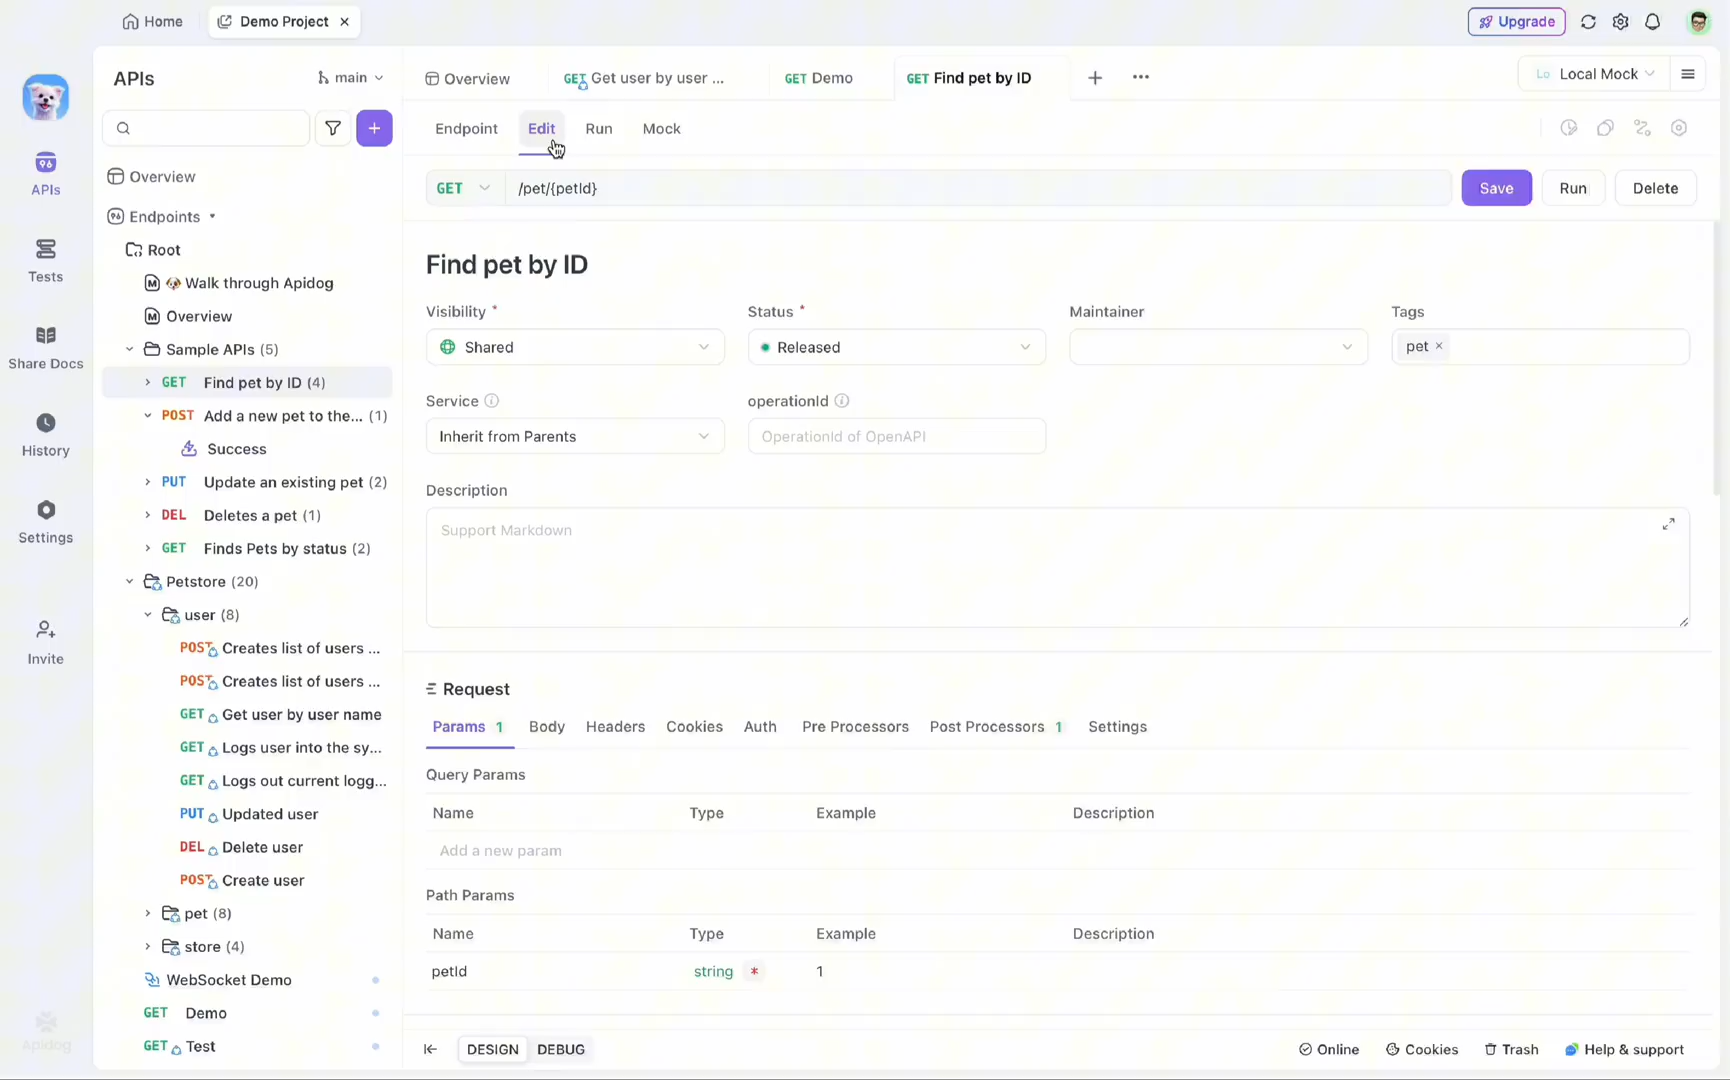 Home
Demo Project
Upgrade
APIs
main
Overview
GET Get user by user ...
GET Demo
GET Find pet by ID
Lo Local Mock
APIs
Tests
Share Docs
History
Settings
Invite
Apidog
Overview
Endpoints
Root
Walk through Apidog
Overview
Sample APIs (5)
GET Find pet by ID (4)
POST Add a new pet to the... (1)
Success
PUT Update an existing pet (2)
DEL Deletes a pet (1)
GET Finds Pets by status (2)
Petstore (20)
user (8)
POST Creates list of users ...
POST Creates list of users ...
GET Get user by user name
GET Logs user into the sy...
GET Logs out current logg...
PUT Updated user
DEL Delete user
POST Create user
pet (8)
store (4)
WebSocket Demo
GET Demo
GET Test
Endpoint Edit Run Mock
GET /pet/{petId}
Save Run Delete
Find pet by ID
Visibility * Status * Maintainer Tags
Shared Released pet ×
Service operationId
Inherit from Parents OperationId of OpenAPI
Description
Support Markdown
Request
Params 1 Body Headers Cookies Auth Pre Processors Post Processors 1 Settings
Query Params
Name Type Example Description
Add a new param
Path Params
Name Type Example Description
petId string * 1
DESIGN DEBUG
Online Cookies Trash Help & support